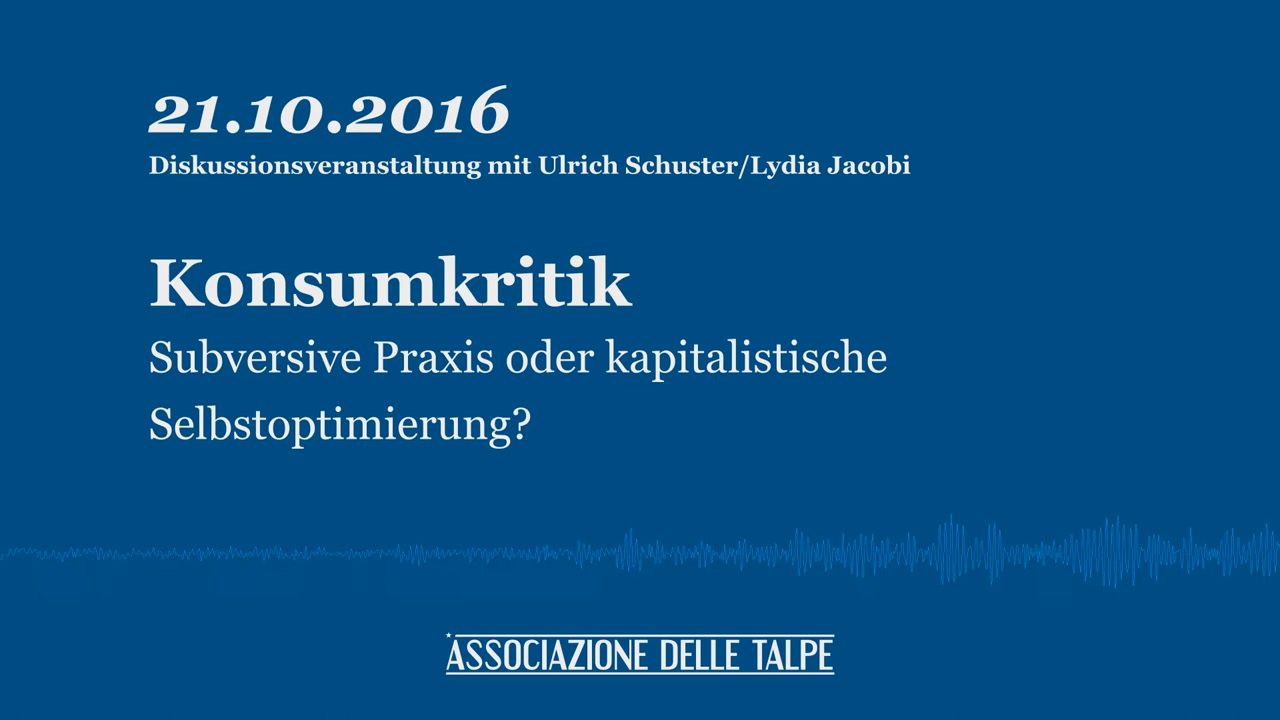 21.10.2016
Diskussionsveranstaltung mit Ulrich Schuster/Lydia Jacobi
Konsumkritik
Subversive Praxis oder kapitalistische
Selbstoptimierung?
ASSOCIAZIONE DELLE TALPE